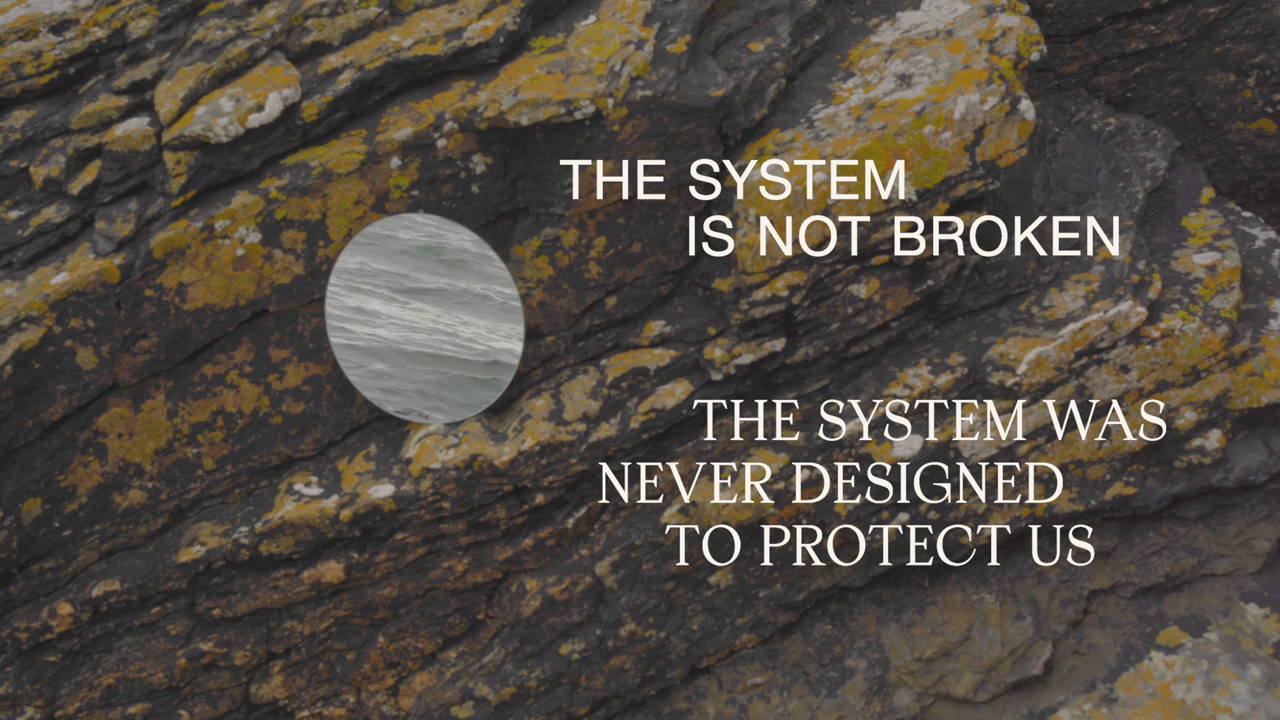 THE SYSTEM
IS NOT BROKEN
THE SYSTEM WAS
NEVER DESIGNED
TO PROTECT US